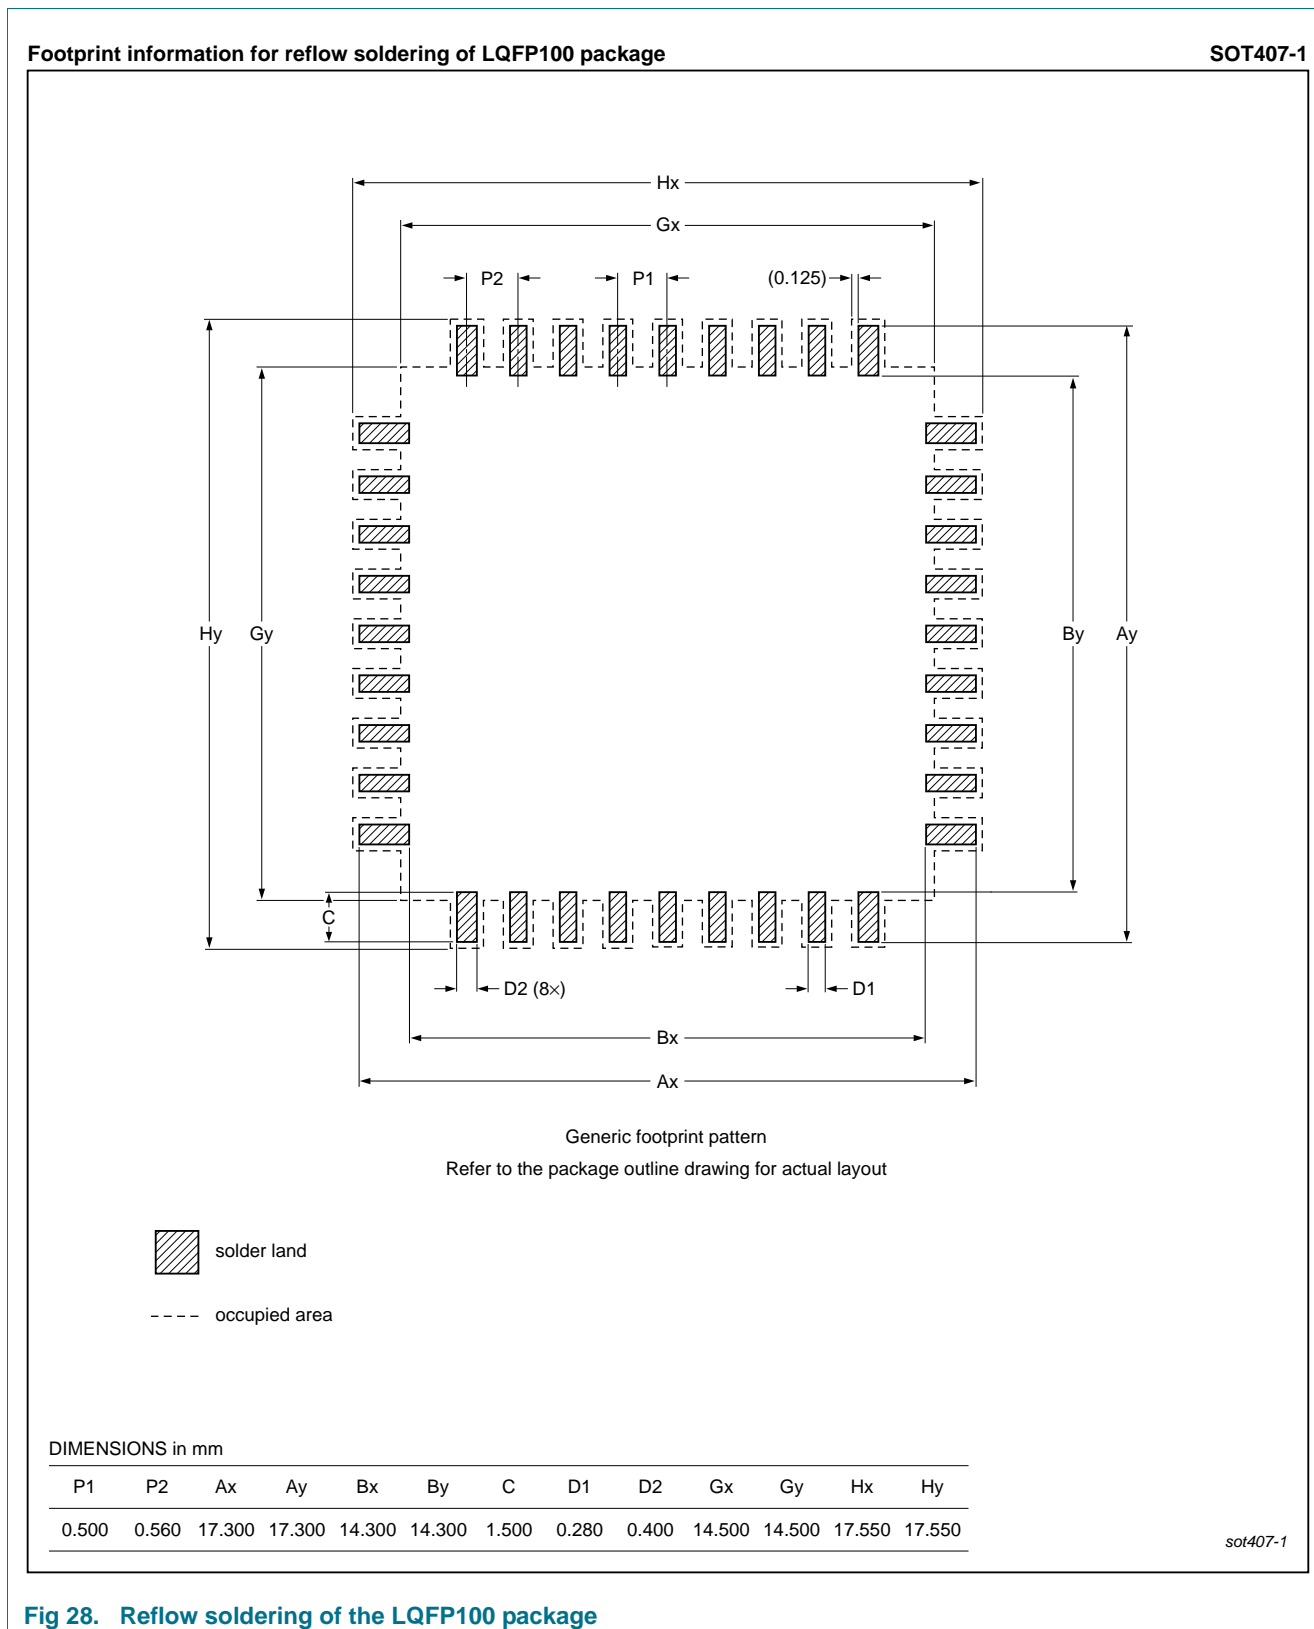 Footprint information for reflow soldering of LQFP100 package SOT407-1
Hx
Gx
P2 P1 (0.125)
Hy Gy By Ay
C
D2 (8×) D1
Bx
Ax
Generic footprint pattern
Refer to the package outline drawing for actual layout
solder land
occupied area
DIMENSIONS in mm
P1 P2 Ax Ay Bx By C D1 D2 Gx Gy Hx Hy
0.500 0.560 17.300 17.300 14.300 14.300 1.500 0.280 0.400 14.500 14.500 17.550 17.550
sot407-1
Fig 28. Reflow soldering of the LQFP100 package